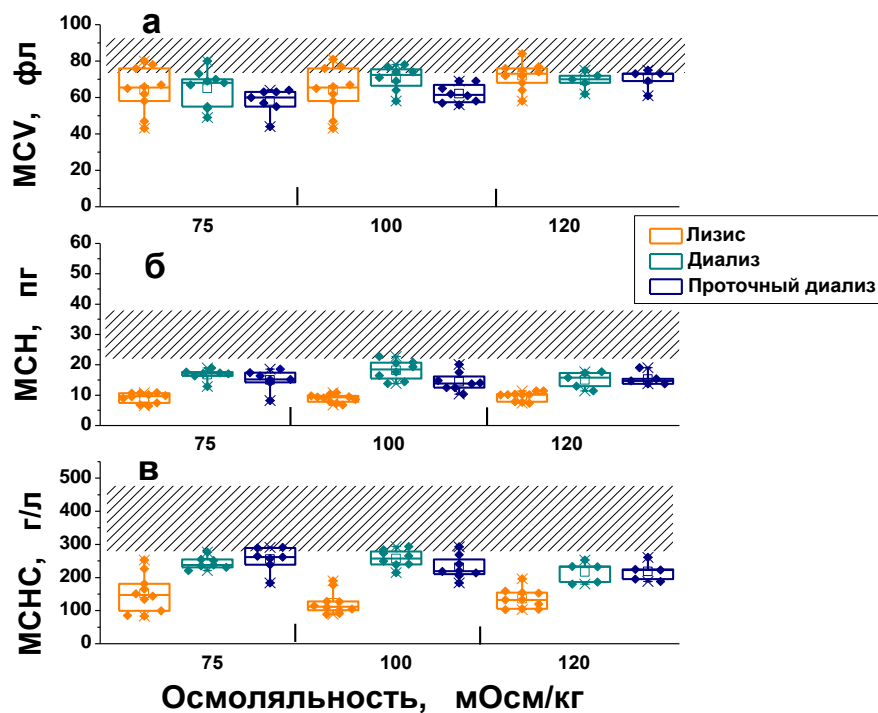 а
100
80
60
40
20
0
MCV, фл
75 100 120
Лизис
Диализ
Проточный диализ
б
60
50
40
30
20
10
0
МСН, пг
75 100 120
в
500
400
300
200
100
0
МСНС, г/л
75 100 120
Осмоляльность, мОсм/кг